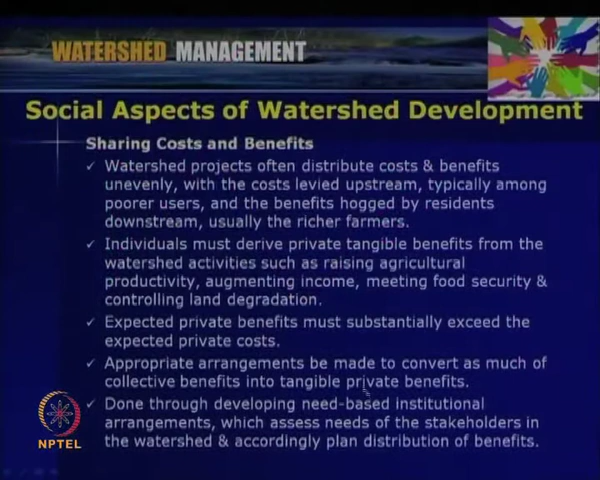 WATERSHED MANAGEMENT
Social Aspects of Watershed Development
Sharing Costs and Benefits
✓ Watershed projects often distribute costs & benefits
unevenly, with the costs levied upstream, typically among
poorer users, and the benefits hogged by residents
downstream, usually the richer farmers.
✓ Individuals must derive private tangible benefits from the
watershed activities such as raising agricultural
productivity, augmenting income, meeting food security &
controlling land degradation.
✓ Expected private benefits must substantially exceed the
expected private costs.
✓ Appropriate arrangements be made to convert as much of
collective benefits into tangible private benefits.
✓ Done through developing need-based institutional
arrangements, which assess needs of the stakeholders in
the watershed & accordingly plan distribution of benefits.
NPTEL